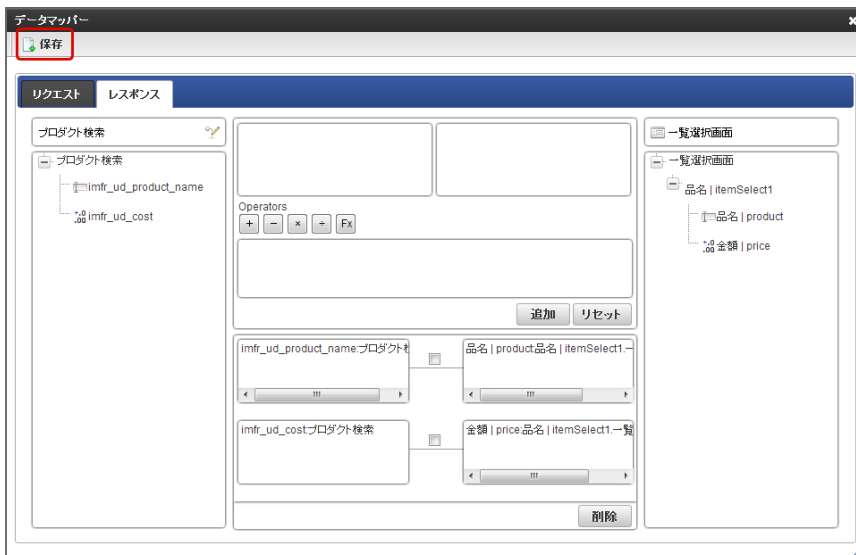 データマッパー
保存
リクエスト
レスポンス
プロダクト検索
プロダクト検索
imfr_ud_product_name
imfr_ud_cost
Operators
+ - × ÷ Fx
追加 リセット
imfr_ud_product_name:プロダクト検
品名 | product:品名 | itemSelect1.一
imfr_ud_cost:プロダクト検索
金額 | price:品名 | itemSelect1.一覧
削除
一覧選択画面
一覧選択画面
品名 | itemSelect1
品名 | product
金額 | price